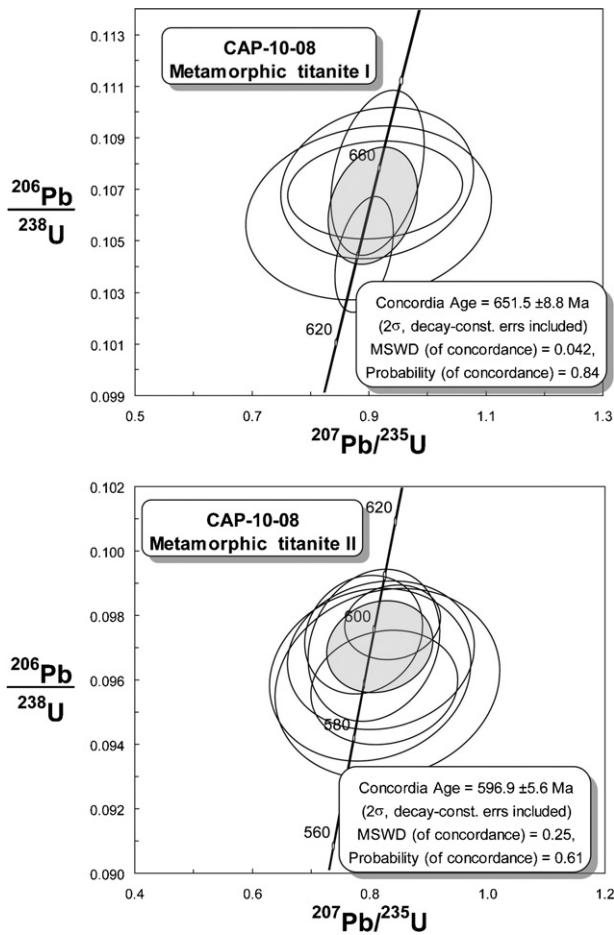 CAP-10-08
Metamorphic titanite I
0.113
0.111
0.109
0.107
0.105
0.103
0.101
0.099
206Pb
238U
660
620
Concordia Age = 651.5 ±8.8 Ma
(2σ, decay-const. errs included)
MSWD (of concordance) = 0.042,
Probability (of concordance) = 0.84
0.5 0.7 0.9 1.1 1.3
207Pb/235U
CAP-10-08
Metamorphic titanite II
0.102
0.100
0.098
0.096
0.094
0.092
0.090
206Pb
238U
620
600
580
560
Concordia Age = 596.9 ±5.6 Ma
(2σ, decay-const. errs included)
MSWD (of concordance) = 0.25,
Probability (of concordance) = 0.61
0.4 0.6 0.8 1.0 1.2
207Pb/235U